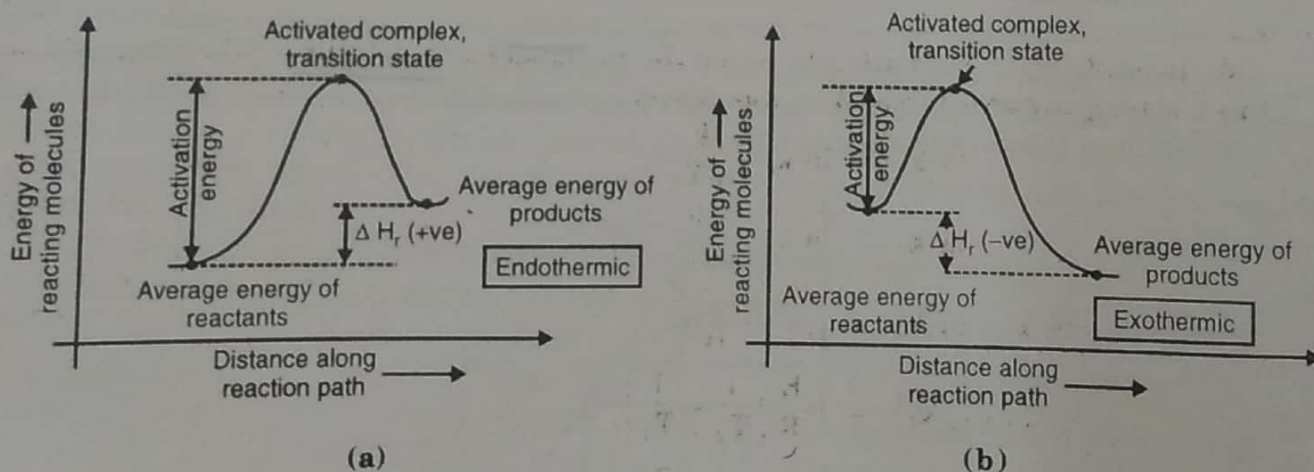 Activated complex,
transition state
Energy of
reacting molecules
Activation
energy
Average energy of
products
Δ Hr (+ve)
Endothermic
Average energy of
reactants
Distance along
reaction path
(a)
Activated complex,
transition state
Energy of
reacting molecules
Activation
energy
Δ Hr (–ve)
Average energy of
products
Average energy of
reactants
Exothermic
Distance along
reaction path
(b)